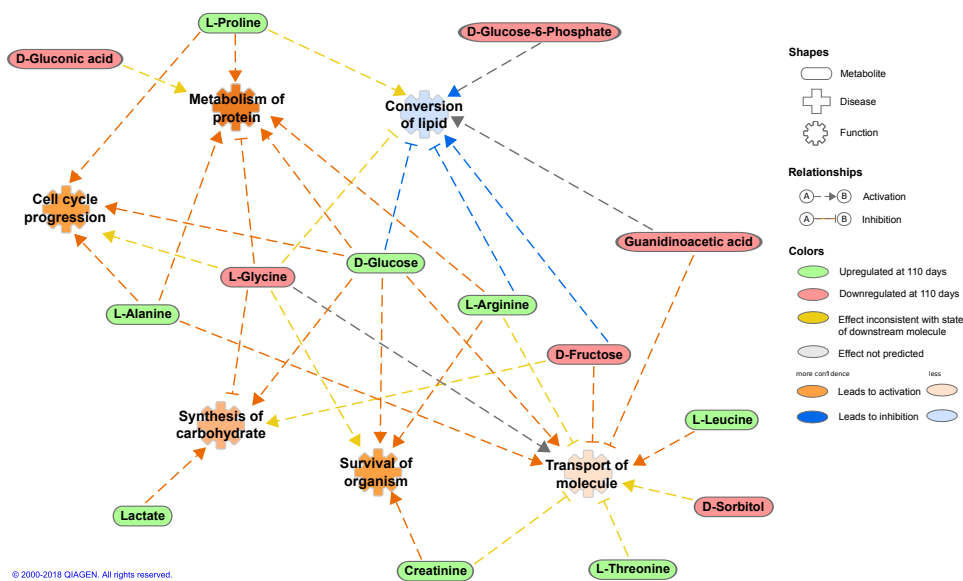 L-Proline
D-Glucose-6-Phosphate
D-Gluconic acid
Metabolism of
protein
Conversion
of lipid
Cell cycle
progression
Guanidinoacetic acid
D-Glucose
L-Glycine
L-Alanine
L-Arginine
D-Fructose
Synthesis of
carbohydrate
L-Leucine
Survival of
organism
Transport of
molecule
D-Sorbitol
Lactate
Creatinine
L-Threonine
© 2000-2018 QIAGEN. All rights reserved.
Shapes
Metabolite
Disease
Function
Relationships
A B Activation
A B Inhibition
Colors
Upregulated at 110 days
Downregulated at 110 days
Effect inconsistent with state
of downstream molecule
Effect not predicted
more confidence less
Leads to activation
Leads to inhibition